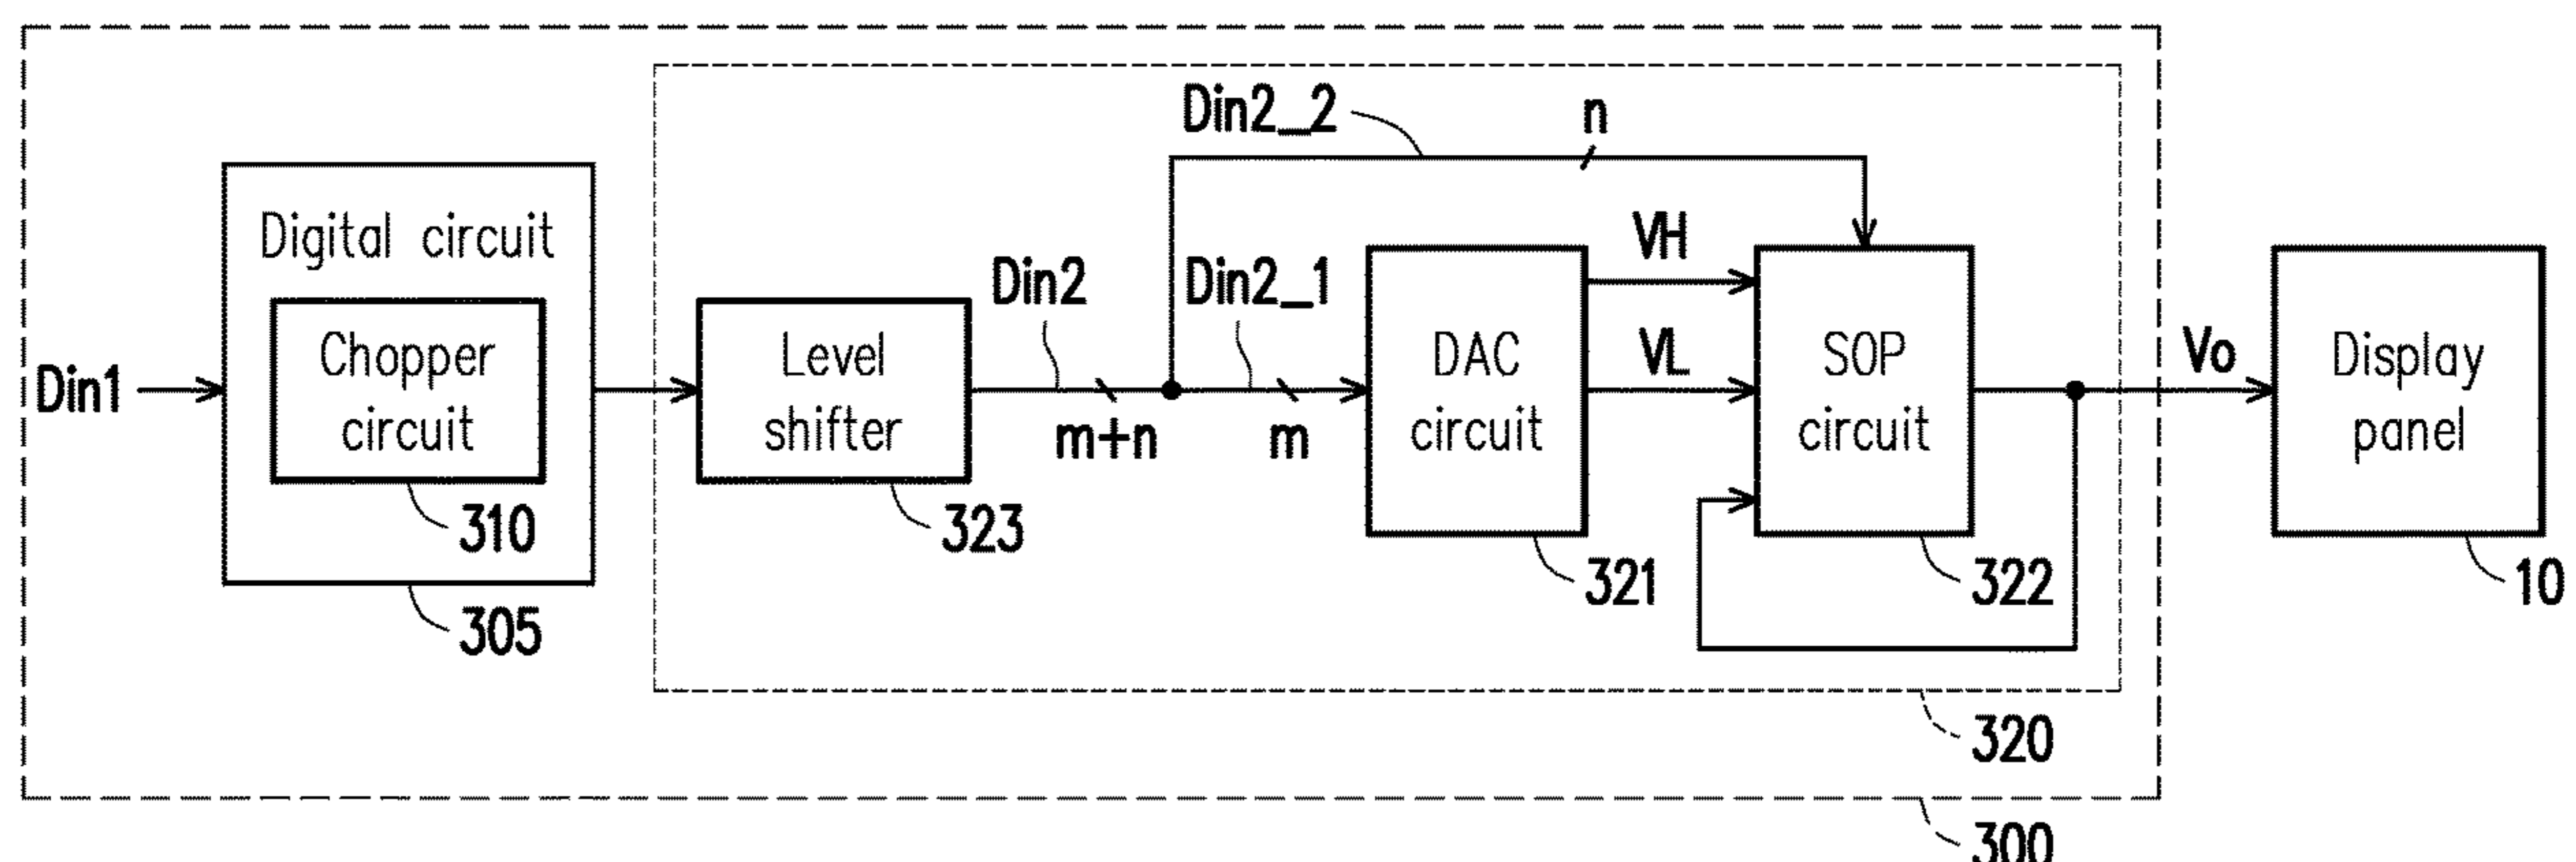 Din2_2
n
Digital circuit
VH
Din2
Din2_1
Din1
Chopper
circuit
Level
shifter
DAC
circuit
VL
SOP
circuit
Vo
Display
panel
m+n
m
310
323
321
322
10
305
320
300